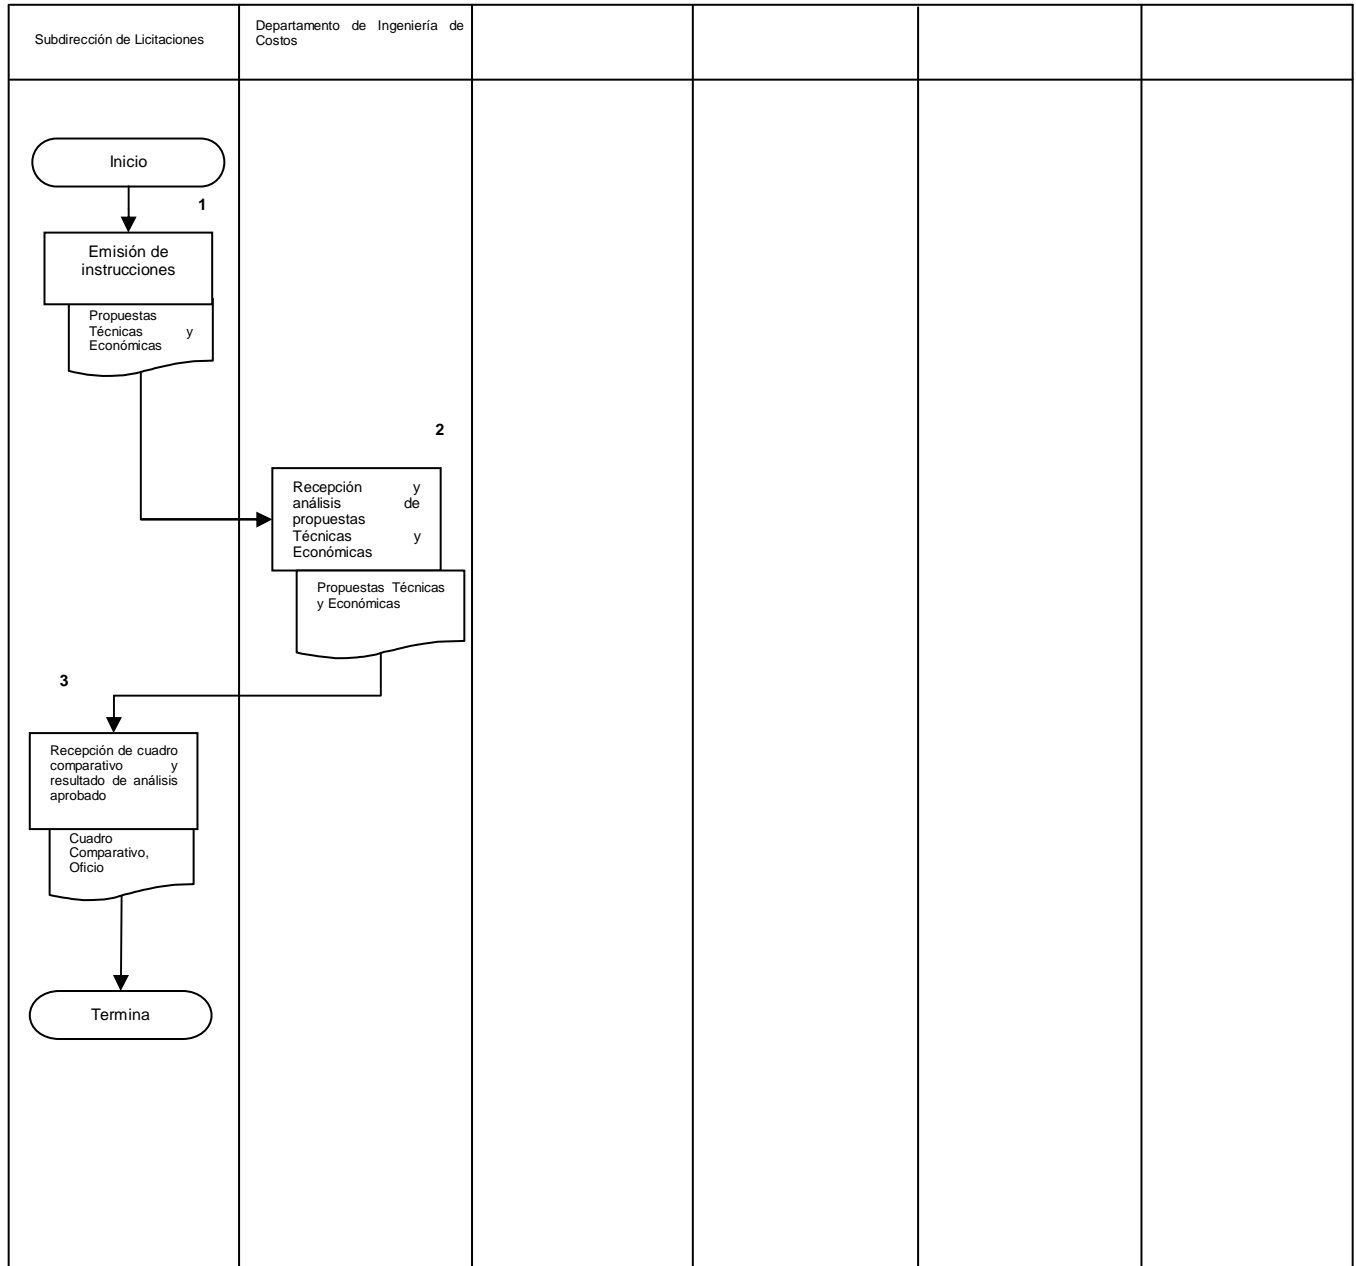 Subdirección de Licitaciones
Departamento de Ingeniería de
Costos
Inicio
1
Emisión de
instrucciones
Propuestas
Técnicas y
Económicas
2
Recepción y
análisis de
propuestas
Técnicas y
Económicas
Propuestas Técnicas
y Económicas
3
Recepción de cuadro
comparativo y
resultado de análisis
aprobado
Cuadro
Comparativo,
Oficio
Termina